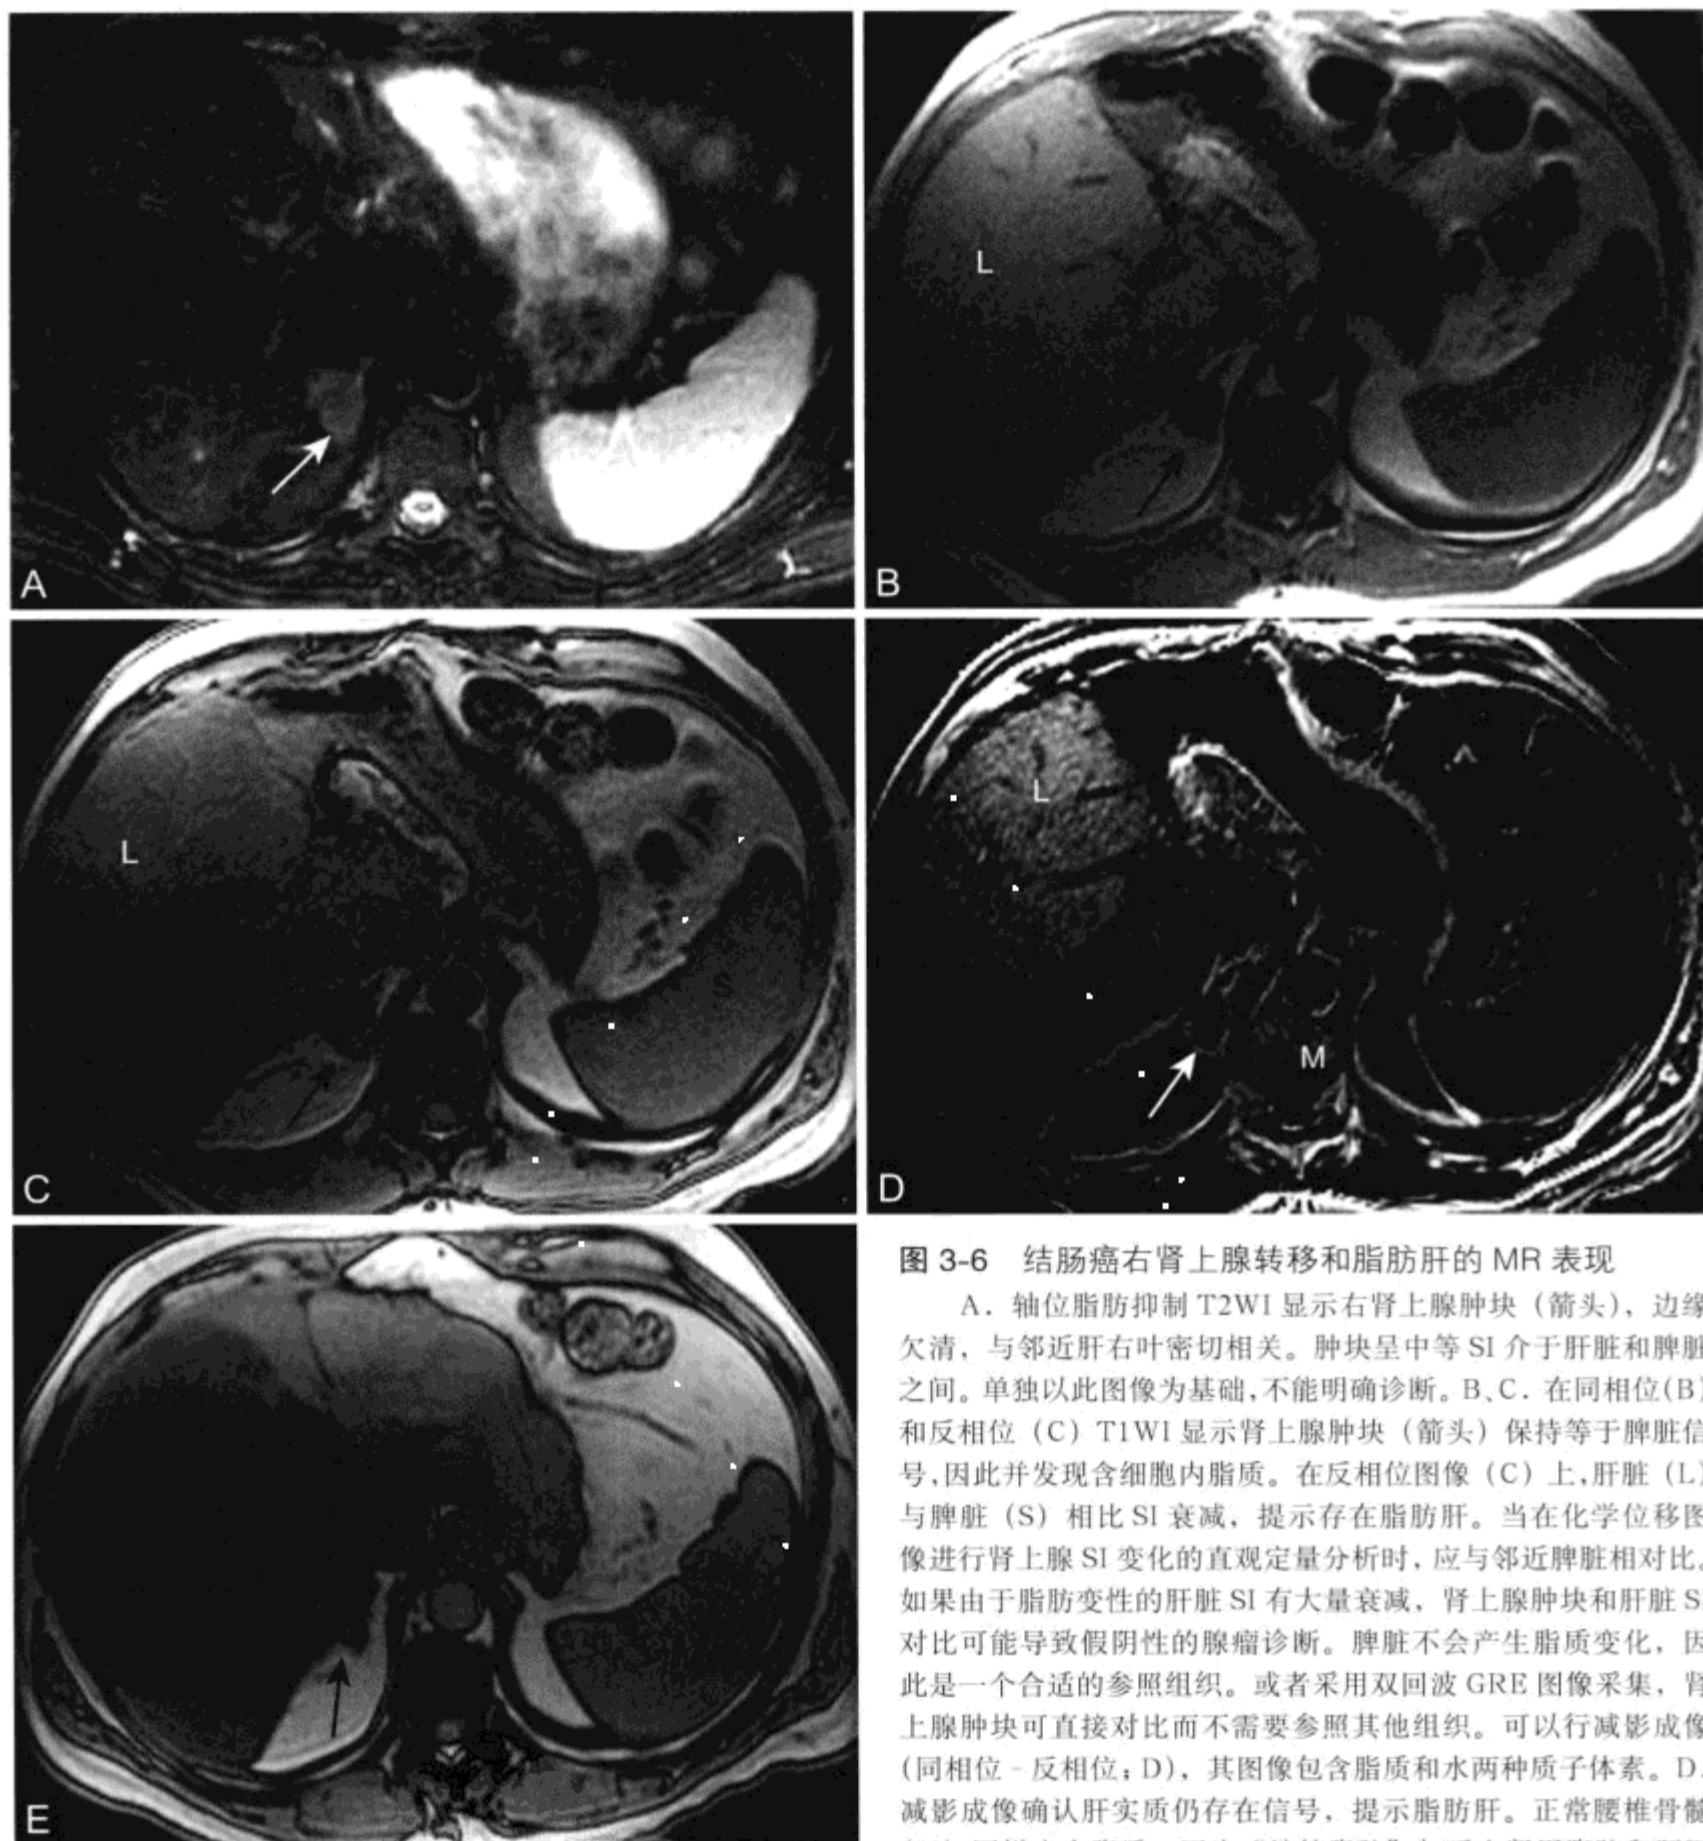 A
L
B
L
C
L
M
D
E
图 3-6 结肠癌右肾上腺转移和脂肪肝的 MR 表现
A. 轴位脂肪抑制 T2WI 显示右肾上腺肿块（箭头），边缘
欠清，与邻近肝右叶密切相关。肿块呈中等 SI 介于肝脏和脾脏
之间。单独以此图像为基础，不能明确诊断。B、C. 在同相位（B）
和反相位（C）T1WI 显示肾上腺肿块（箭头）保持等于脾脏信
号，因此并发现含细胞内脂质。在反相位图像（C）上，肝脏（L）
与脾脏（S）相比 SI 衰减，提示存在脂肪肝。当在化学位移图
像进行肾上腺 SI 变化的直观定量分析时，应与邻近脾脏相对比。
如果由于脂肪变性的肝脏 SI 有大量衰减，肾上腺肿块和肝脏 SI
对比可能导致假阴性的腺瘤诊断。脾脏不会产生脂质变化，因
此是一个合适的参照组织。或者采用双回波 GRE 图像采集，肾
上腺肿块可直接对比而不需要参照其他组织。可以行减影成像
(同相位 - 反相位；D)，其图像包含脂质和水两种质子体素。D.
减影成像确认肝实质仍存在信号，提示脂肪肝。正常腰椎骨髓